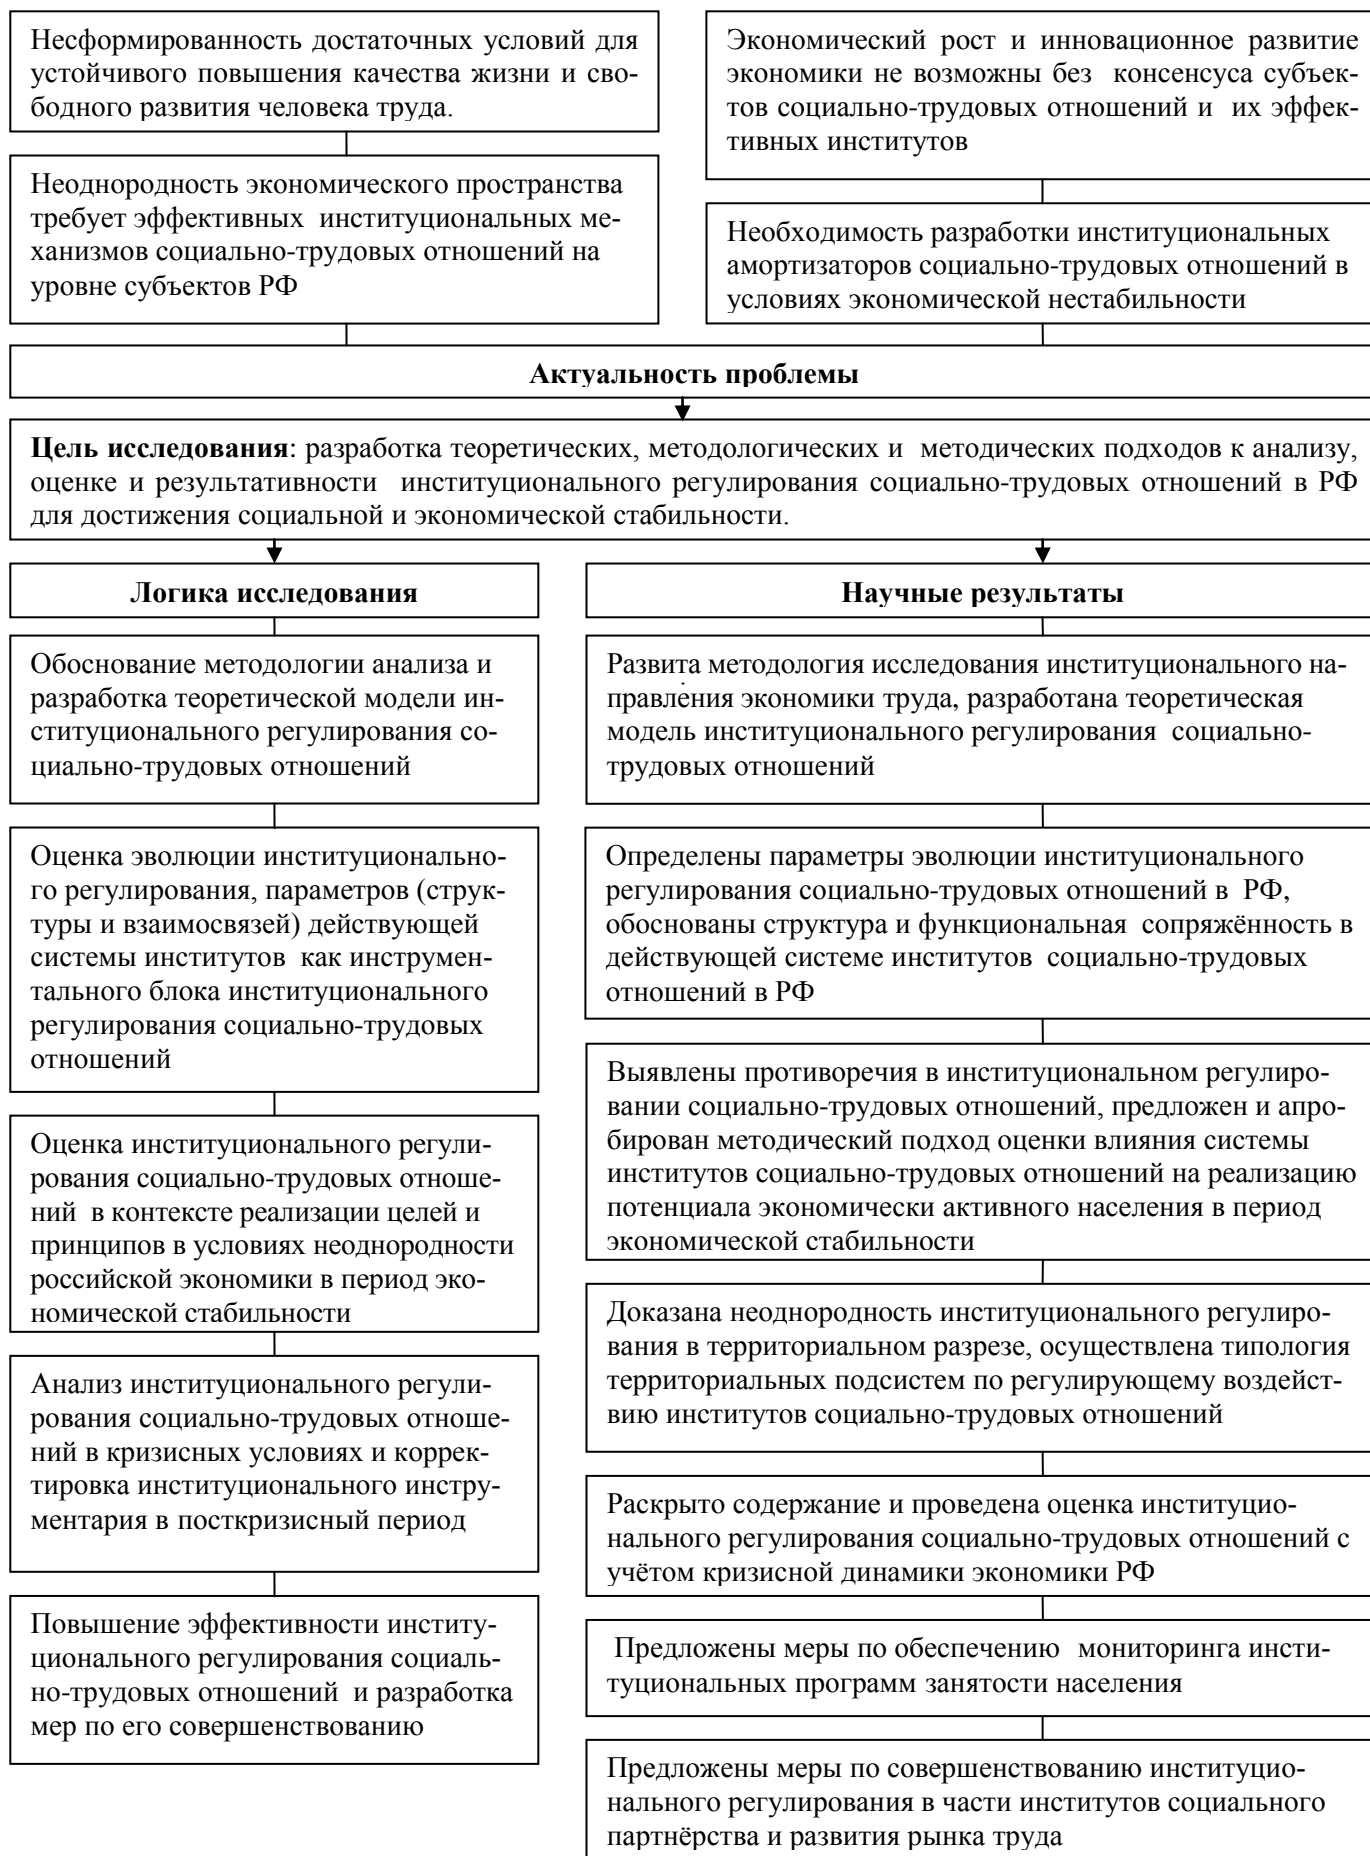 Несформированность достаточных условий для
устойчивого повышения качества жизни и сво-
бодного развития человека труда.
Неоднородность экономического пространства
требует эффективных институциональных ме-
ханизмов социально-трудовых отношений на
уровне субъектов РФ
Экономический рост и инновационное развитие
экономики не возможны без консенсуса субъек-
тов социально-трудовых отношений и их эффек-
тивных институтов
Необходимость разработки институциональных
амортизаторов социально-трудовых отношений в
условиях экономической нестабильности
Актуальность проблемы
Цель исследования: разработка теоретических, методологических и методических подходов к анализу,
оценке и результативности институционального регулирования социально-трудовых отношений в РФ
для достижения социальной и экономической стабильности.
Логика исследования
Обоснование методологии анализа и
разработка теоретической модели ин-
ституционального регулирования со-
циально-трудовых отношений
Оценка эволюции институционально-
го регулирования, параметров (струк-
туры и взаимосвязей) действующей
системы институтов как инструмен-
тального блока институционального
регулирования социально-трудовых
отношений
Оценка институционального регули-
рования социально-трудовых отноше-
ний в контексте реализации целей и
принципов в условиях неоднородности
российской экономики в период эко-
номической стабильности
Анализ институционального регули-
рования социально-трудовых отноше-
ний в кризисных условиях и коррек-
тировка институционального инстру-
ментария в посткризисный период
Повышение эффективности институ-
ционального регулирования социаль-
но-трудовых отношений и разработка
мер по его совершенствованию
Научные результаты
Развита методология исследования институционального на-
правления экономики труда, разработана теоретическая
модель институционального регулирования социально-
трудовых отношений
Определены параметры эволюции институционального
регулирования социально-трудовых отношений в РФ,
обоснованы структура и функциональная сопряжённость в
действующей системе институтов социально-трудовых
отношений в РФ
Выявлены противоречия в институциональном регулиро-
вании социально-трудовых отношений, предложен и апро-
бирован методический подход оценки влияния системы
институтов социально-трудовых отношений на реализацию
потенциала экономически активного населения в период
экономической стабильности
Доказана неоднородность институционального регулиро-
вания в территориальном разрезе, осуществлена типология
территориальных подсистем по регулирующему воздейст-
вию институтов социально-трудовых отношений
Раскрыто содержание и проведена оценка институцио-
нального регулирования социально-трудовых отношений с
учётом кризисной динамики экономики РФ
Предложены меры по обеспечению мониторинга инсти-
туциональных программ занятости населения
Предложены меры по совершенствованию институцио-
нального регулирования в части институтов социального
партнёрства и развития рынка труда